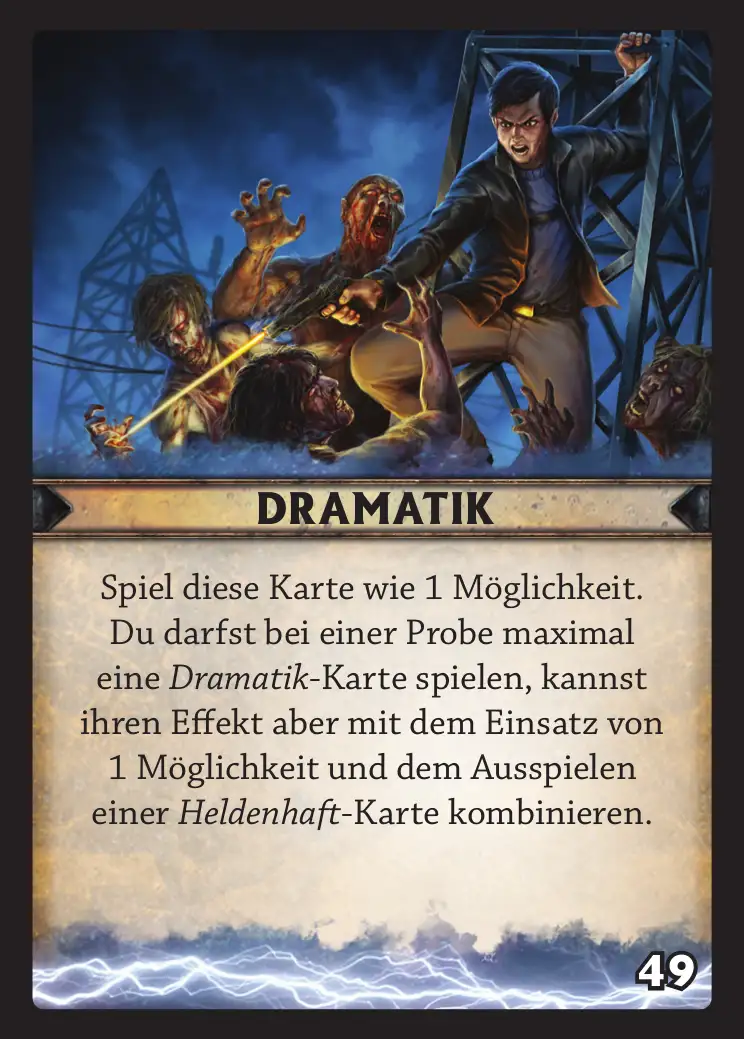 DRAMATIK
Spiel diese Karte wie 1 Möglichkeit.
Du darfst bei einer Probe maximal
eine Dramatik-Karte spielen, kannst
ihren Effekt aber mit dem Einsatz von
1 Möglichkeit und dem Ausspielen
einer Heldenhaft-Karte kombinieren.
49